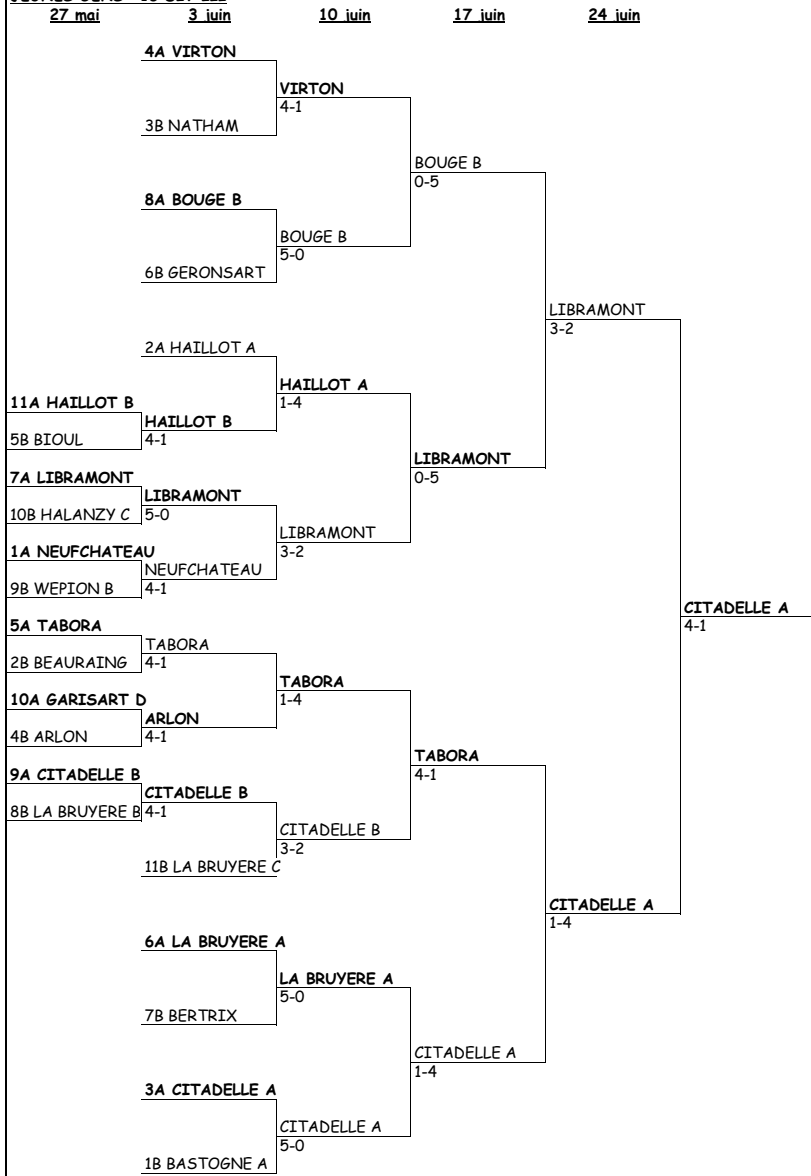 27 mai 3 juin 10 juin 17 juin 24 juin
4A VIRTON
VIRTON
4-1
3B NATHAM
BOUGE B
0-5
8A BOUGE B
BOUGE B
5-0
6B GERONSART
LIBRAMONT
3-2
2A HAILLOT A
HAILLOT A
1-4
11A HAILLOT B
HAILLOT B
4-1
5B BIOUL
LIBRAMONT
0-5
7A LIBRAMONT
LIBRAMONT
5-0
10B HALANZY C
LIBRAMONT
3-2
1A NEUFCHATEAU
NEUFCHATEAU
4-1
9B WEPION B
CITADELLE A
4-1
5A TABORA
TABORA
4-1
2B BEAURAING
TABORA
1-4
10A GARISART D
ARLON
4-1
4B ARLON
TABORA
4-1
9A CITADELLE B
CITADELLE B
4-1
8B LA BRUYERE B
CITADELLE B
3-2
11B LA BRUYERE C
CITADELLE A
1-4
6A LA BRUYERE A
LA BRUYERE A
5-0
7B BERTRIX
CITADELLE A
1-4
3A CITADELLE A
CITADELLE A
5-0
1B BASTOGNE A